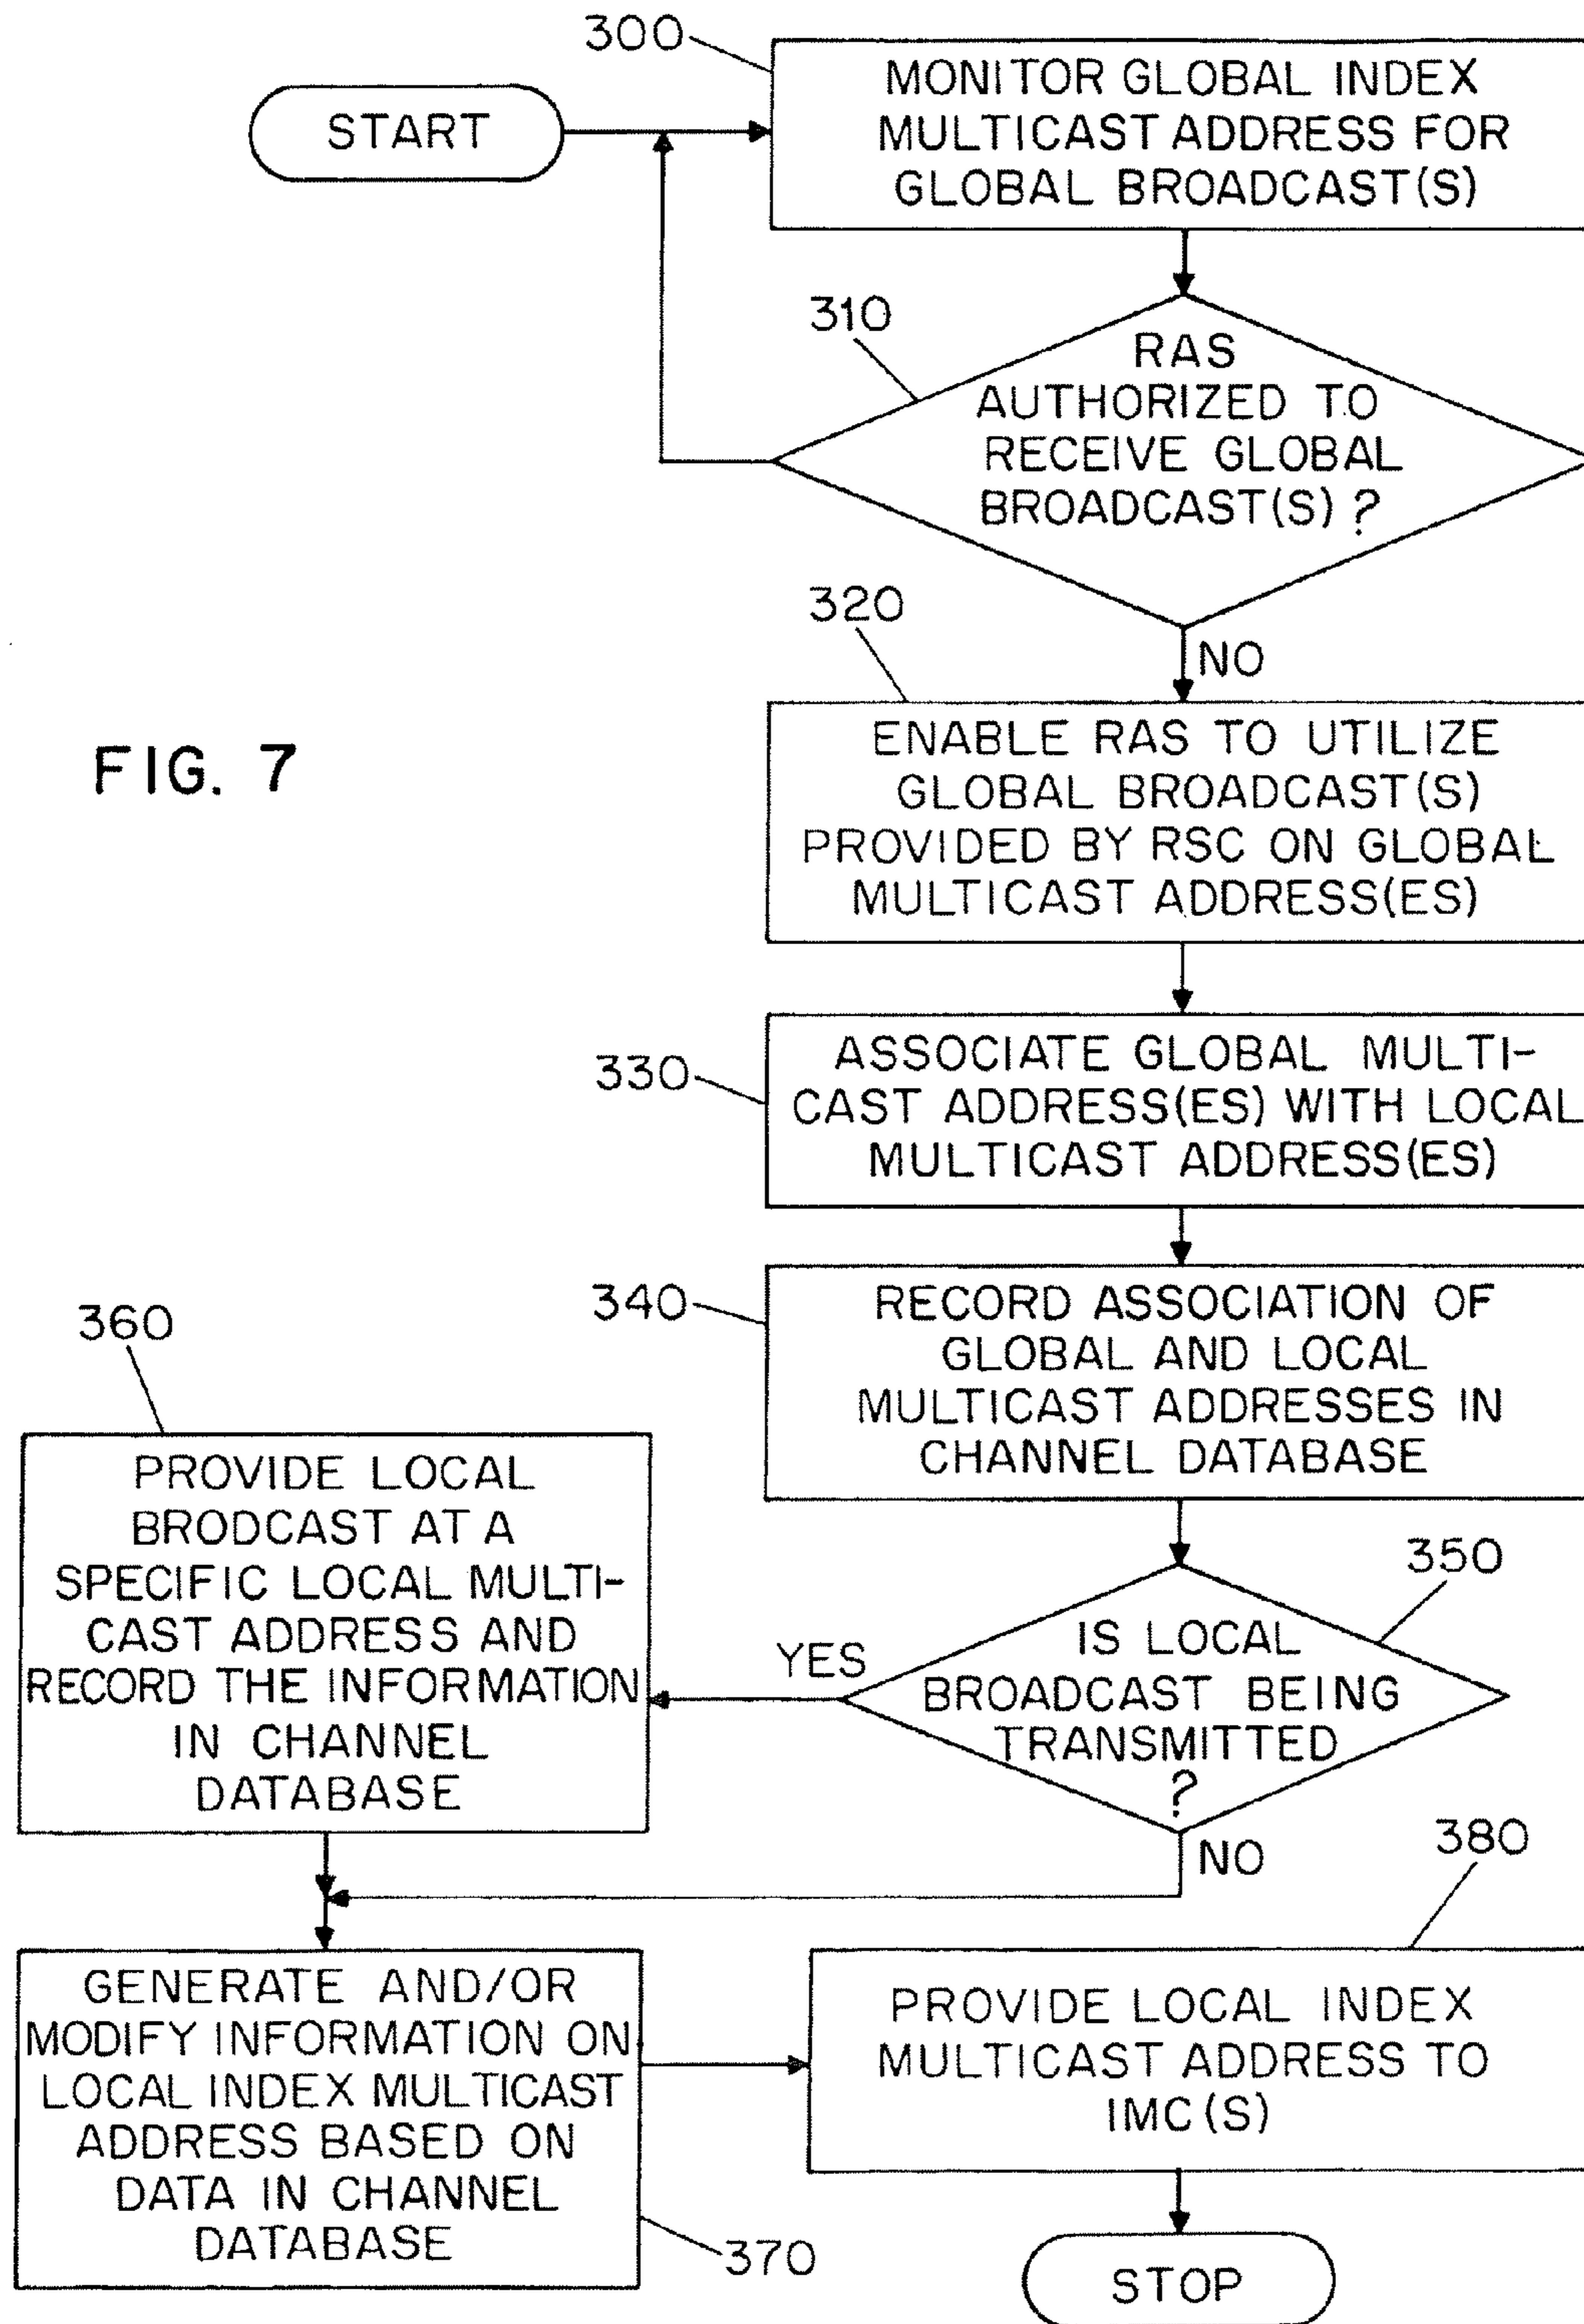 300
MONITOR GLOBAL INDEX
MULTICAST ADDRESS FOR
GLOBAL BROADCAST(S)
START
310
RAS
AUTHORIZED TO
RECEIVE GLOBAL
BROADCAST(S) ?
320
NO
ENABLE RAS TO UTILIZE
GLOBAL BROADCAST(S)
PROVIDED BY RSC ON GLOBAL
MULTICAST ADDRESS(ES)
FIG. 7
330
ASSOCIATE GLOBAL MULTI-
CAST ADDRESS(ES) WITH LOCAL
MULTICAST ADDRESS(ES)
340
RECORD ASSOCIATION OF
GLOBAL AND LOCAL
MULTICAST ADDRESSES IN
CHANNEL DATABASE
350
IS LOCAL
BROADCAST BEING
TRANSMITTED
?
YES
NO
360
PROVIDE LOCAL
BRODCAST AT A
SPECIFIC LOCAL MULTI-
CAST ADDRESS AND
RECORD THE INFORMATION
IN CHANNEL
DATABASE
GENERATE AND/OR
MODIFY INFORMATION ON
LOCAL INDEX MULTICAST
ADDRESS BASED ON
DATA IN CHANNEL
DATABASE
370
380
PROVIDE LOCAL INDEX
MULTICAST ADDRESS TO
IMC(S)
STOP